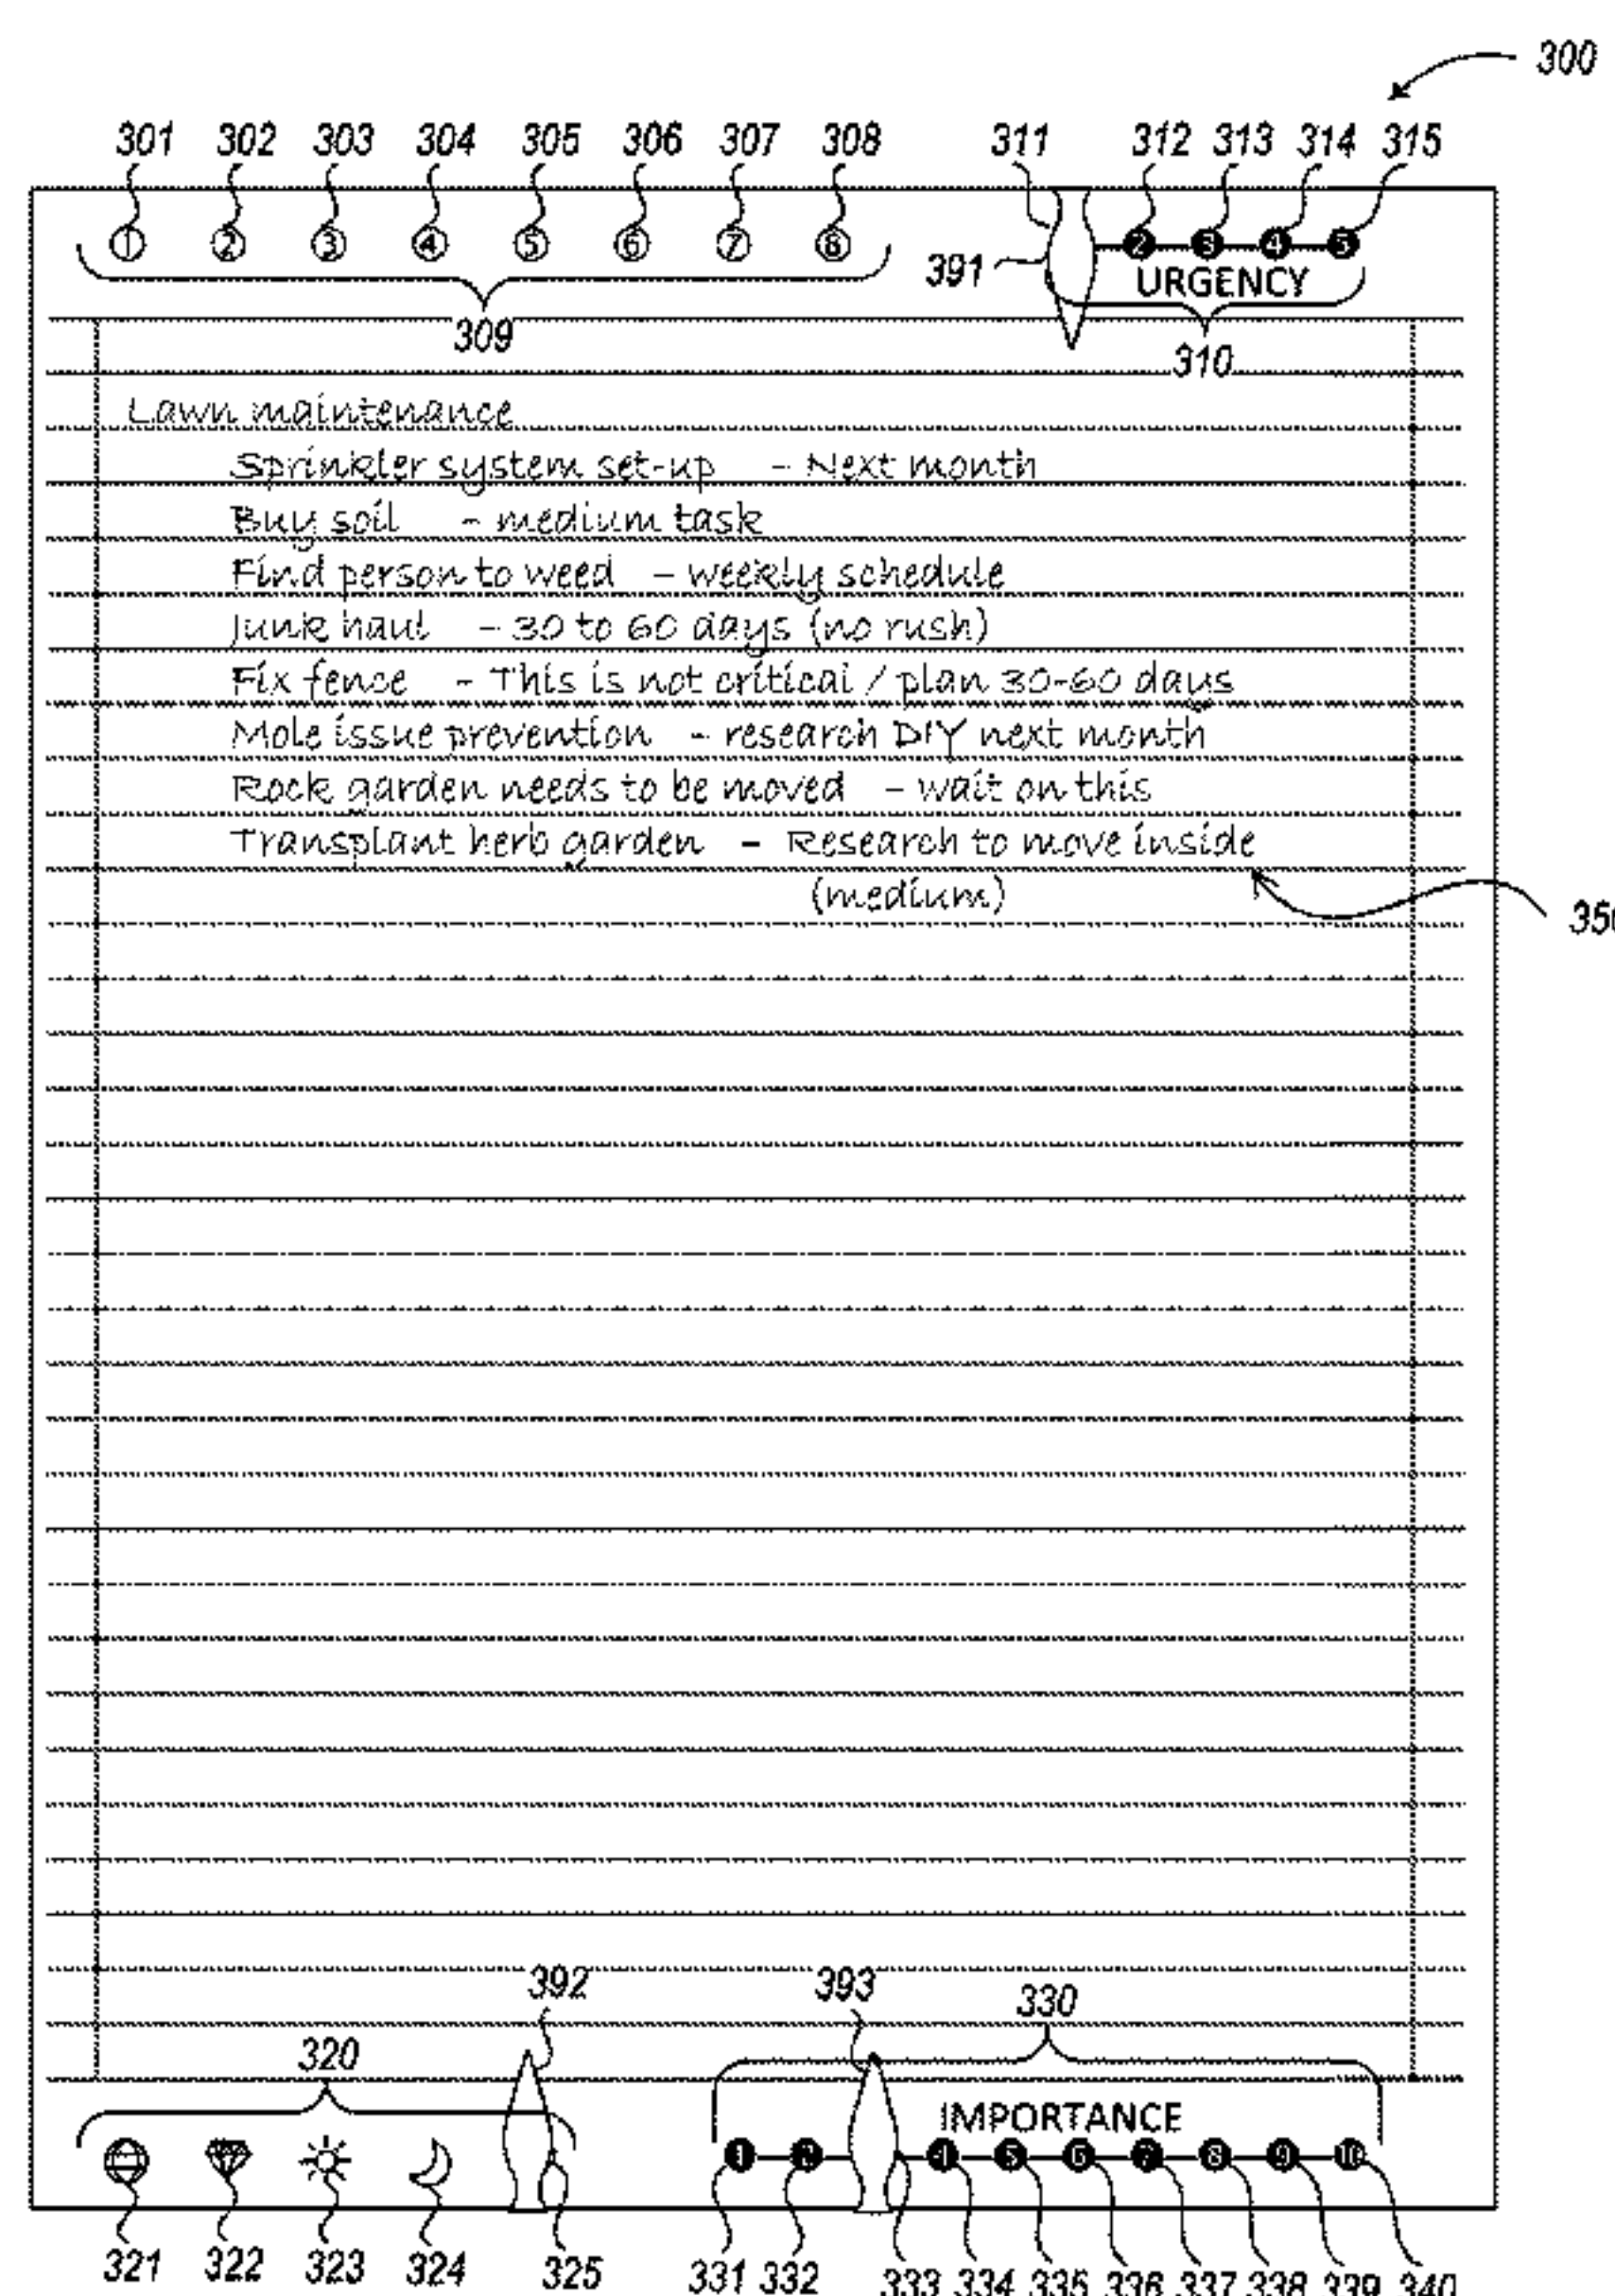 300
301 302 303 304 305 306 307 308 311 312 313 314 315
① ② ③ ④ ⑤ ⑥ ⑦ ⑧ ❷ ❸ ❹ ❺
391 URGENCY
309 310
Lawn maintenance
Sprinkler system set-up - Next month
Buy soil - medium task
Find person to weed - weekly schedule
Junk haul - 30 to 60 days (no rush)
Fix fence - This is not critical / plan 30-60 days
Mole issue prevention - research DIY next month
Rock garden needs to be moved - wait on this
Transplant herb garden - Research to move inside
(medium)
392 393 330
320
IMPORTANCE
❶ ❷ ❹ ❺ ❻ ❼ ❽ ❾ ❿
321 322 323 324 325 331 332 333 334 335 336 337 338 339 340